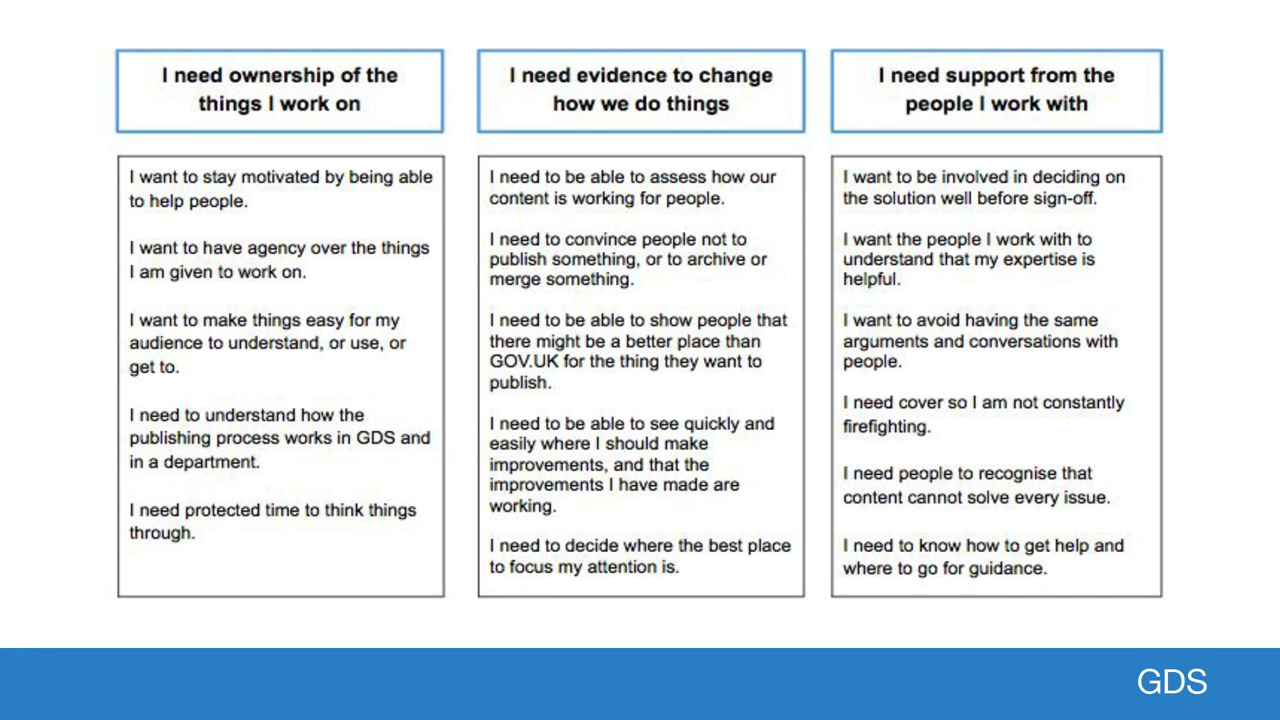 I need ownership of the
things I work on
I want to stay motivated by being able
to help people.
I want to have agency over the things
I am given to work on.
I want to make things easy for my
audience to understand, or use, or
get to.
I need to understand how the
publishing process works in GDS and
in a department.
I need protected time to think things
through.
I need evidence to change
how we do things
I need to be able to assess how our
content is working for people.
I need to convince people not to
publish something, or to archive or
merge something.
I need to be able to show people that
there might be a better place than
GOV.UK for the thing they want to
publish.
I need to be able to see quickly and
easily where I should make
improvements, and that the
improvements I have made are
working.
I need to decide where the best place
to focus my attention is.
I need support from the
people I work with
I want to be involved in deciding on
the solution well before sign-off.
I want the people I work with to
understand that my expertise is
helpful.
I want to avoid having the same
arguments and conversations with
people.
I need cover so I am not constantly
firefighting.
I need people to recognise that
content cannot solve every issue.
I need to know how to get help and
where to go for guidance.
GDS